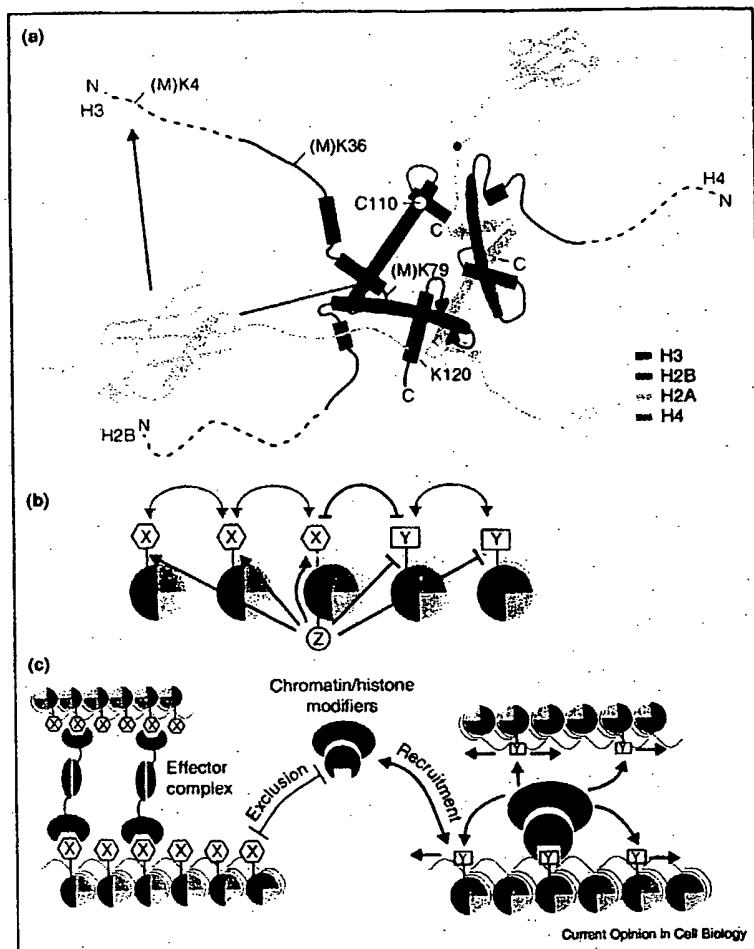 (a)
N
(M)K4
H3
(M)K36
H4
N
C110
C
C
(M)K79
H3
H2B
H2A
H4
K120
C
N
H2B
(b)
X
X
X
Y
Y
Z
(c)
Chromatin/histone
modifiers
X X X X X X
Y Y
Effector
complex
Exclusion
Recruitment
X X X X X X
Y Y Y
Current Opinion in Cell Biology